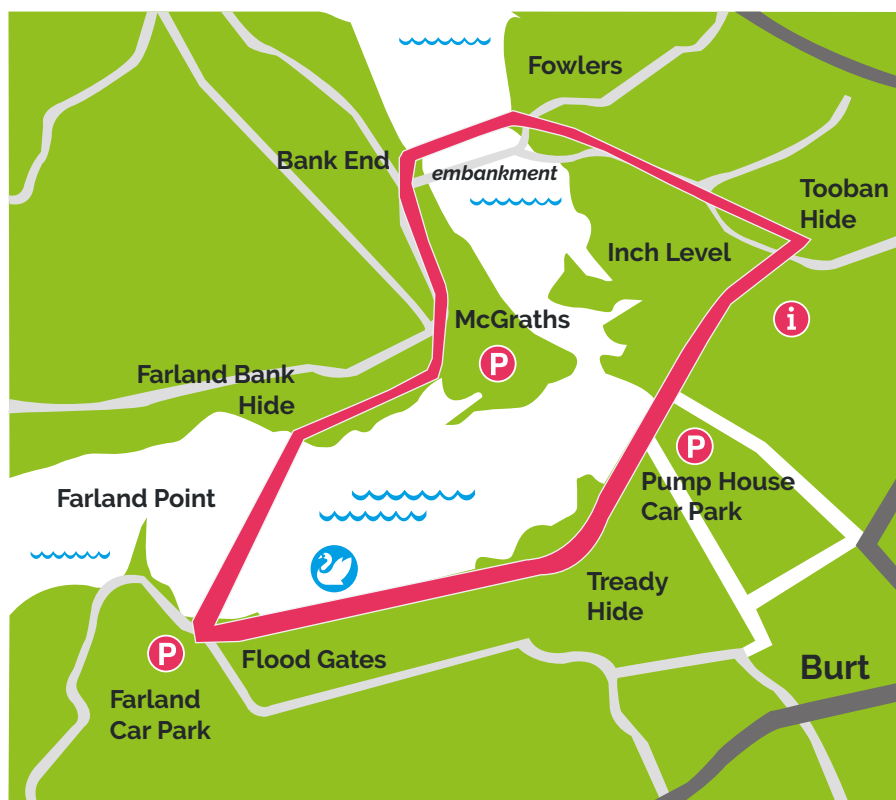 Fowlers
Bank End
embankment
Tooban
Hide
Inch Level
i
McGraths
P
Farland Bank
Hide
P
Pump House
Car Park
Farland Point
Tready
Hide
Flood Gates
P
Farland
Car Park
Burt